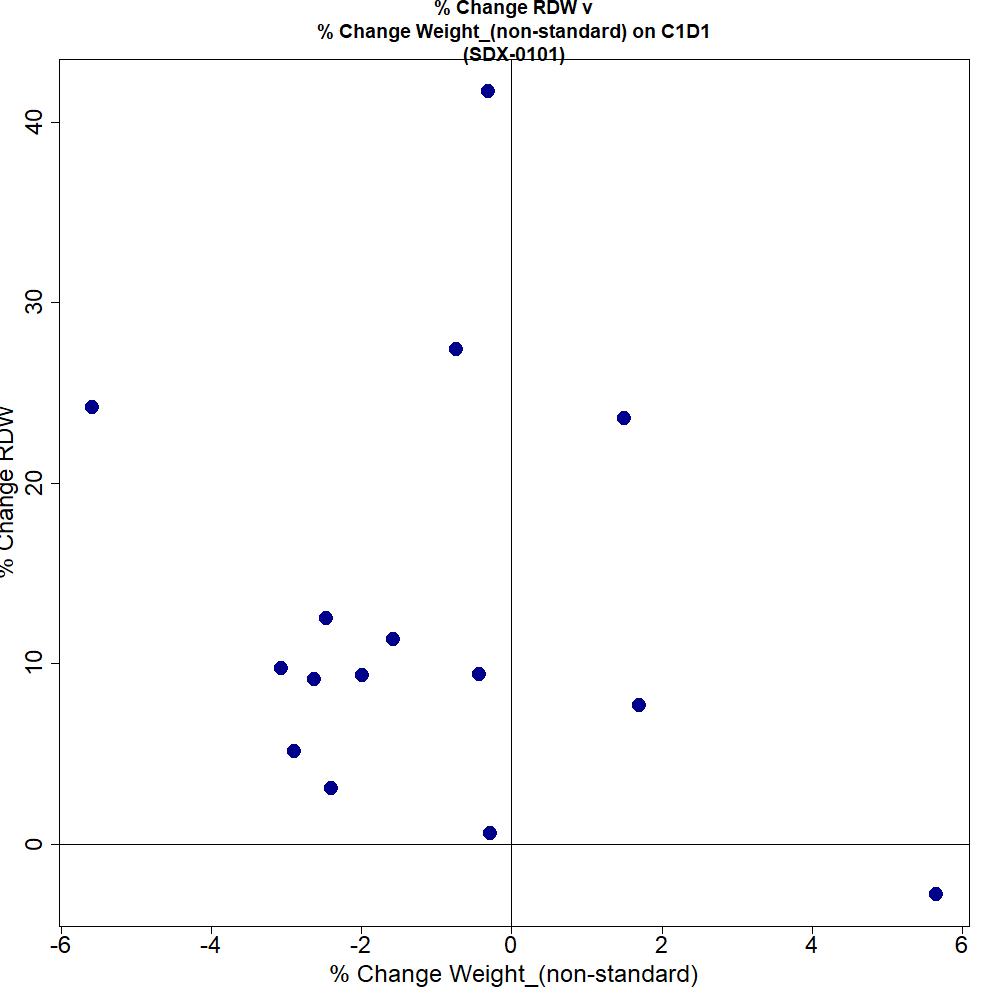 % Change RDW v
% Change Weight_(non-standard) on C1D1
(SDX-0101)
% Change RDW
40
30
20
10
0
-6 -4 -2 0 2 4 6
% Change Weight_(non-standard)